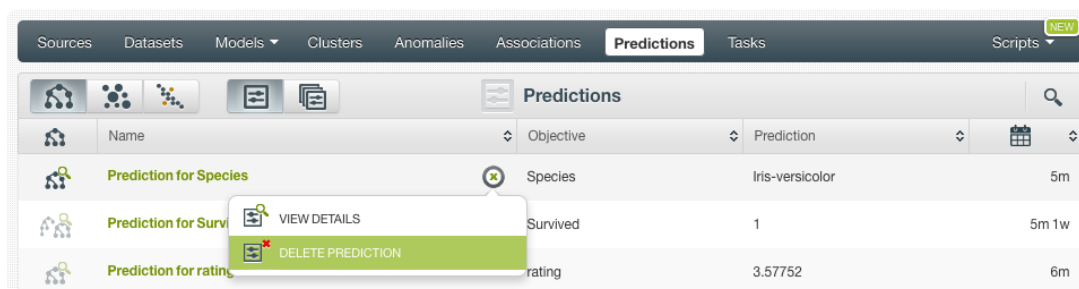 NEW
Sources Datasets Models Clusters Anomalies Associations Predictions Tasks Scripts
Predictions
Name Objective Prediction
Prediction for Species Species Iris-versicolor 5m
VIEW DETAILS
Prediction for Survi Survived 1 5m 1w
DELETE PREDICTION
Prediction for rating rating 3.57752 6m